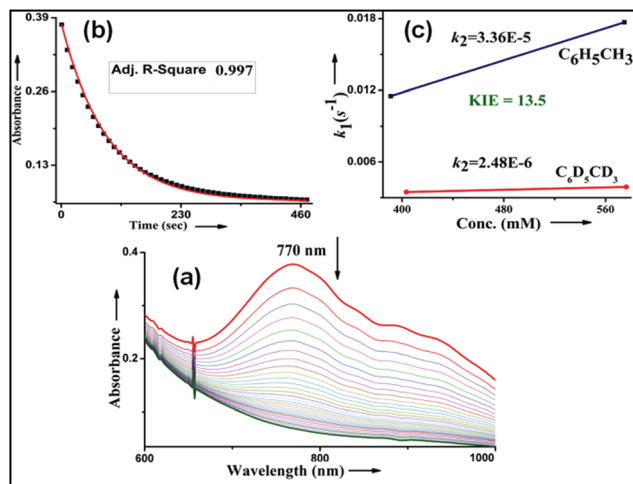 (b)
Adj. R-Square 0.997
0.39
0.26
0.13
Absorbance
0 230 460
Time (sec)
(c)
0.018
0.012
0.006
k₁(s⁻¹)
k₂=3.36E-5
C₆H₅CH₃
KIE = 13.5
k₂=2.48E-6
C₆D₅CD₃
400 480 560
Conc. (mM)
(a)
770 nm
0.4
0.2
Absorbance
600 800 1000
Wavelength (nm)